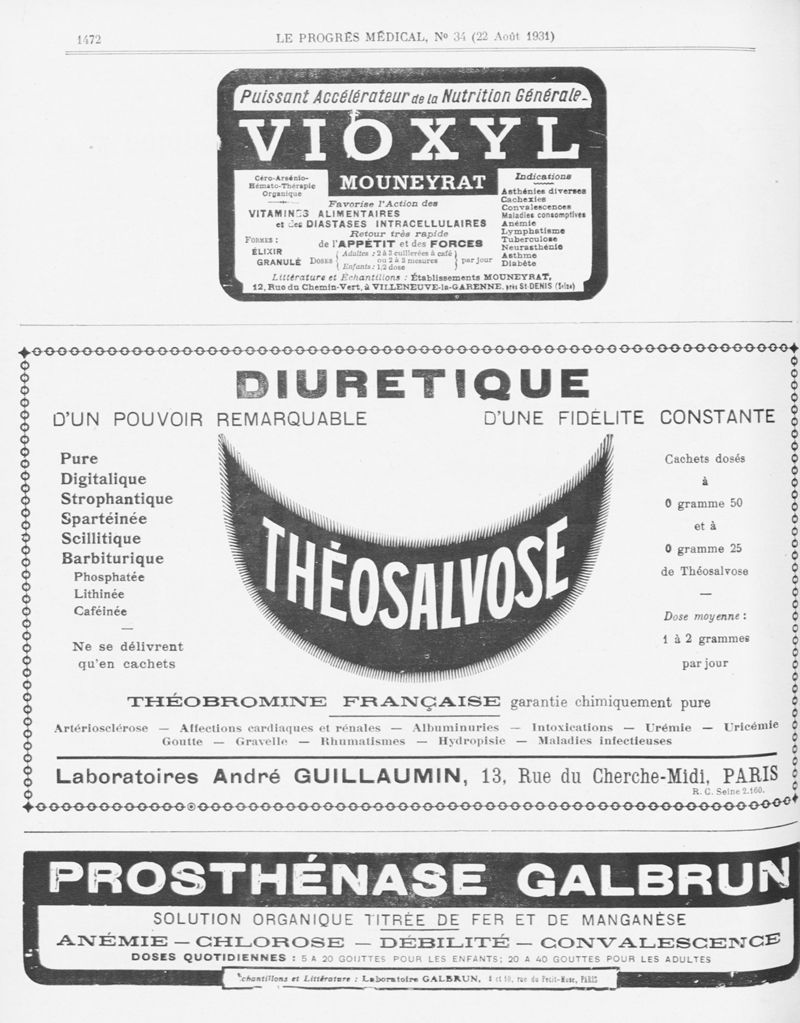 1472
LE PROGRÈS MÉDICAL, No 34 (22 Août 1931)
Puissant Accélérateur de la Nutrition Générale
VIOXYL
MOUNEYRAT
Céro-Arsénio-
Hémato-Thérapie
Organique
Favorise l'Action des
VITAMINES ALIMENTAIRES
et des DIASTASES INTRACELLULAIRES
Retour très rapide
de l'APPÉTIT et des FORCES
FORMES :
ÉLIXIR
GRANULÉ
DOSES
Adultes : 2 à 3 cuillerées à café
ou 2 à 3 mesures
Enfants : 1/2 dose
par jour
Indications
Asthénies diverses
Cachexies
Convalescences
Maladies consomptives
Anémie
Lymphatisme
Tuberculose
Neurasthénie
Asthme
Diabète
Littérature et Echantillons : Établissements MOUNEYRAT,
12, Rue du Chemin-Vert, à VILLENEUVE-la-GARENNE, près St-DENIS (Seine)
DIURETIQUE
D'UN POUVOIR REMARQUABLE D'UNE FIDÉLITE CONSTANTE
Pure
Digitalique
Strophantique
Spartéinée
Scillitique
Barbiturique
Phosphatée
Lithinée
Caféinée
—
Ne se délivrent
qu'en cachets
THÉOSALVOSE
Cachets dosés
à
0 gramme 50
et à
0 gramme 25
de Théosalvose
—
Dose moyenne :
1 à 2 grammes
par jour
THÉOBROMINE FRANÇAISE garantie chimiquement pure
Artériosclérose — Affections cardiaques et rénales — Albuminuries — Intoxications — Urémie — Uricémie
Goutte — Gravelle — Rhumatismes — Hydropisie — Maladies infectieuses
Laboratoires André GUILLAUMIN, 13, Rue du Cherche-Midi, PARIS
R. C. Seine 2.160.
PROSTHÉNASE GALBRUN
SOLUTION ORGANIQUE TITRÉE DE FER ET DE MANGANÈSE
ANÉMIE — CHLOROSE — DÉBILITÉ — CONVALESCENCE
DOSES QUOTIDIENNES : 5 A 20 GOUTTES POUR LES ENFANTS; 20 A 40 GOUTTES POUR LES ADULTES
Échantillons et Littérature : Laboratoire GALBRUN, 8 et 10, rue du Petit-Musc, PARIS